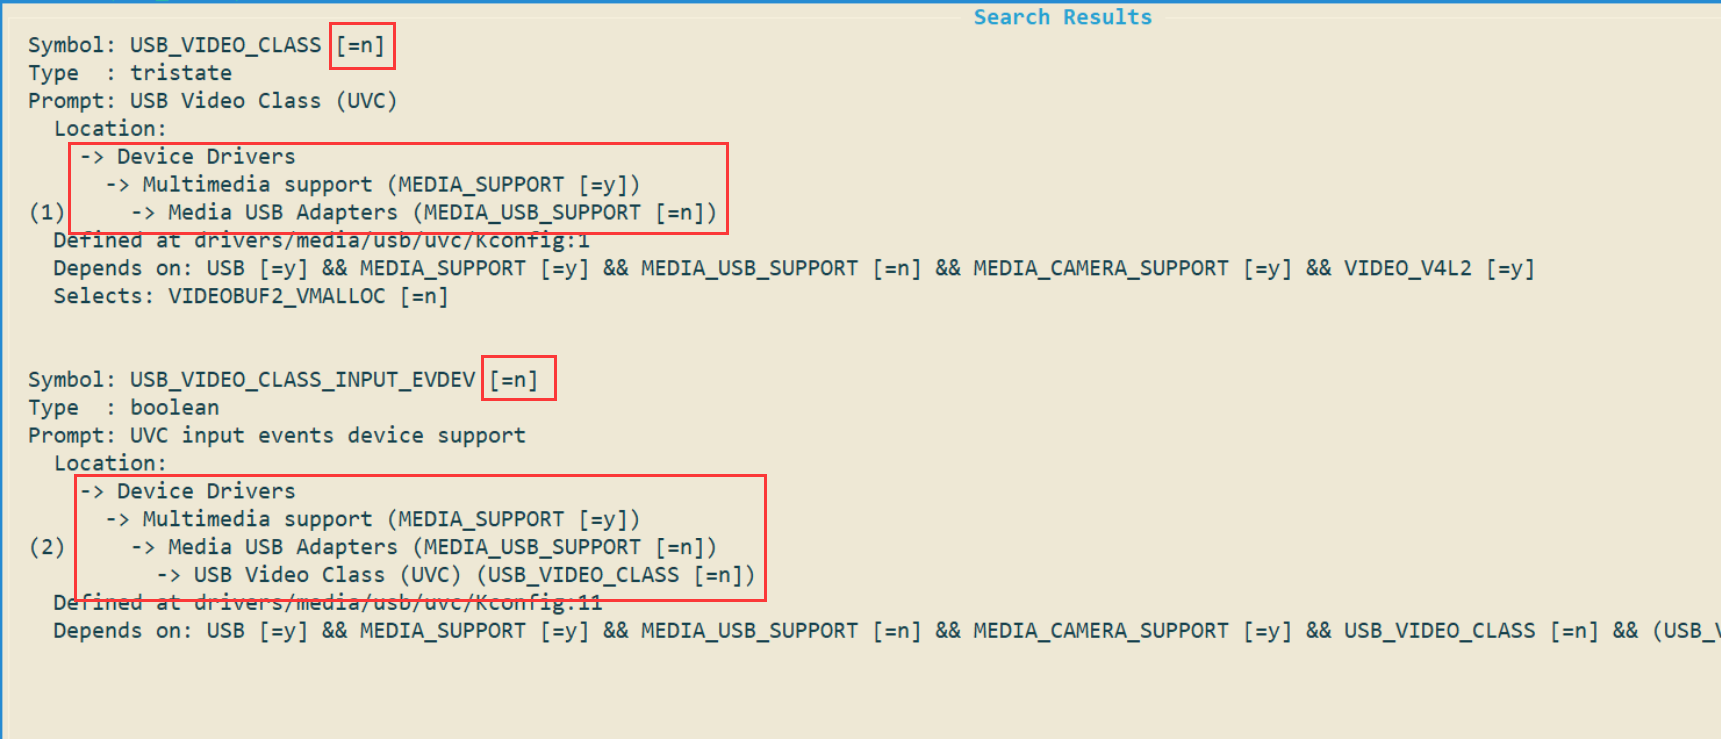 Search Results
Symbol: USB_VIDEO_CLASS [=n]
Type  : tristate
Prompt: USB Video Class (UVC)
Location:
-> Device Drivers
-> Multimedia support (MEDIA_SUPPORT [=y])
(1) -> Media USB Adapters (MEDIA_USB_SUPPORT [=n])
Defined at drivers/media/usb/uvc/Kconfig:1
Depends on: USB [=y] && MEDIA_SUPPORT [=y] && MEDIA_USB_SUPPORT [=n] && MEDIA_CAMERA_SUPPORT [=y] && VIDEO_V4L2 [=y]
Selects: VIDEOBUF2_VMALLOC [=n]
Symbol: USB_VIDEO_CLASS_INPUT_EVDEV [=n]
Type  : boolean
Prompt: UVC input events device support
Location:
-> Device Drivers
-> Multimedia support (MEDIA_SUPPORT [=y])
(2) -> Media USB Adapters (MEDIA_USB_SUPPORT [=n])
-> USB Video Class (UVC) (USB_VIDEO_CLASS [=n])
Defined at drivers/media/usb/uvc/Kconfig:11
Depends on: USB [=y] && MEDIA_SUPPORT [=y] && MEDIA_USB_SUPPORT [=n] && MEDIA_CAMERA_SUPPORT [=y] && USB_VIDEO_CLASS [=n] && (USB_